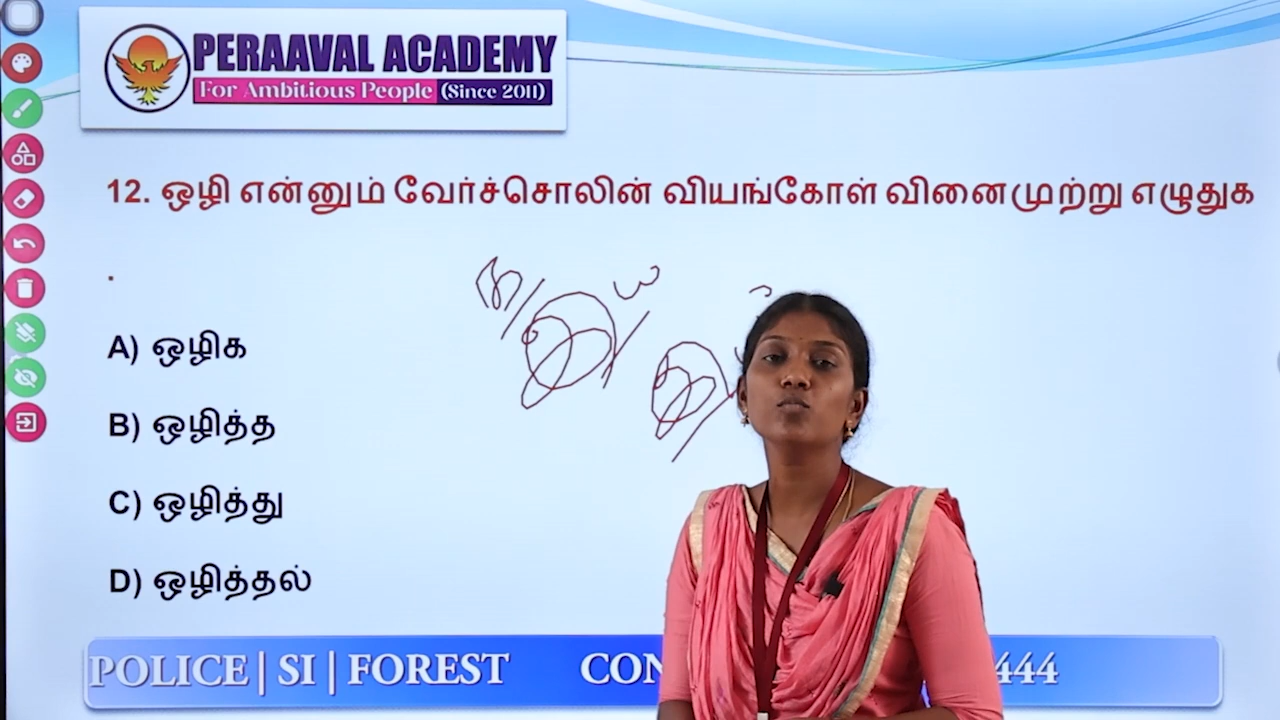 PERAAVAL ACADEMY
For Ambitious People (Since 2011)
12. ஒழி என்னும் வேர்ச்சொலின் வியங்கோள் வினைமுற்று எழுதுக
.
க / இய
A) ஒழிக
B) ஒழித்த
C) ஒழித்து
D) ஒழித்தல்
POLICE | SI | FOREST 444